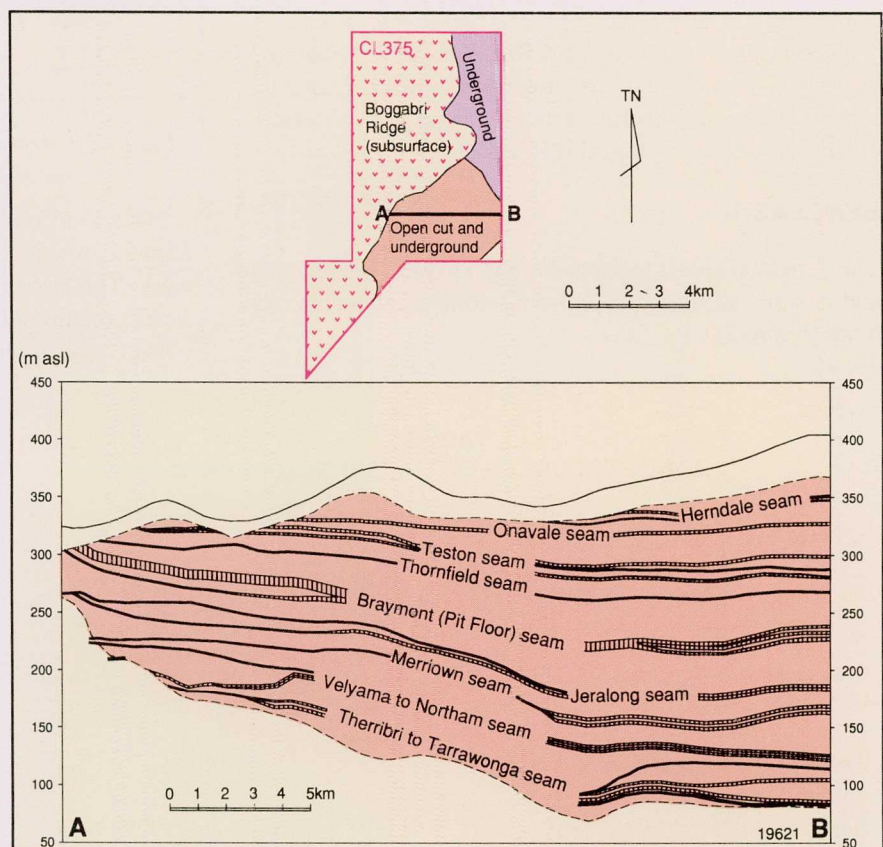 CL375
Underground
Boggabri
Ridge
(subsurface)
TN
A
B
Open cut and
underground
0 1 2 3 4km
(m asl)
450
400
350
300
250
200
150
100
50
450
400
350
300
250
200
150
100
50
Herndale seam
Onavale seam
Teston seam
Thornfield seam
Braymont (Pit Floor) seam
Merriown seam
Jeralong seam
Velyama to Northam seam
Therribri to Tarrawonga seam
0 1 2 3 4 5km
A
19621
B